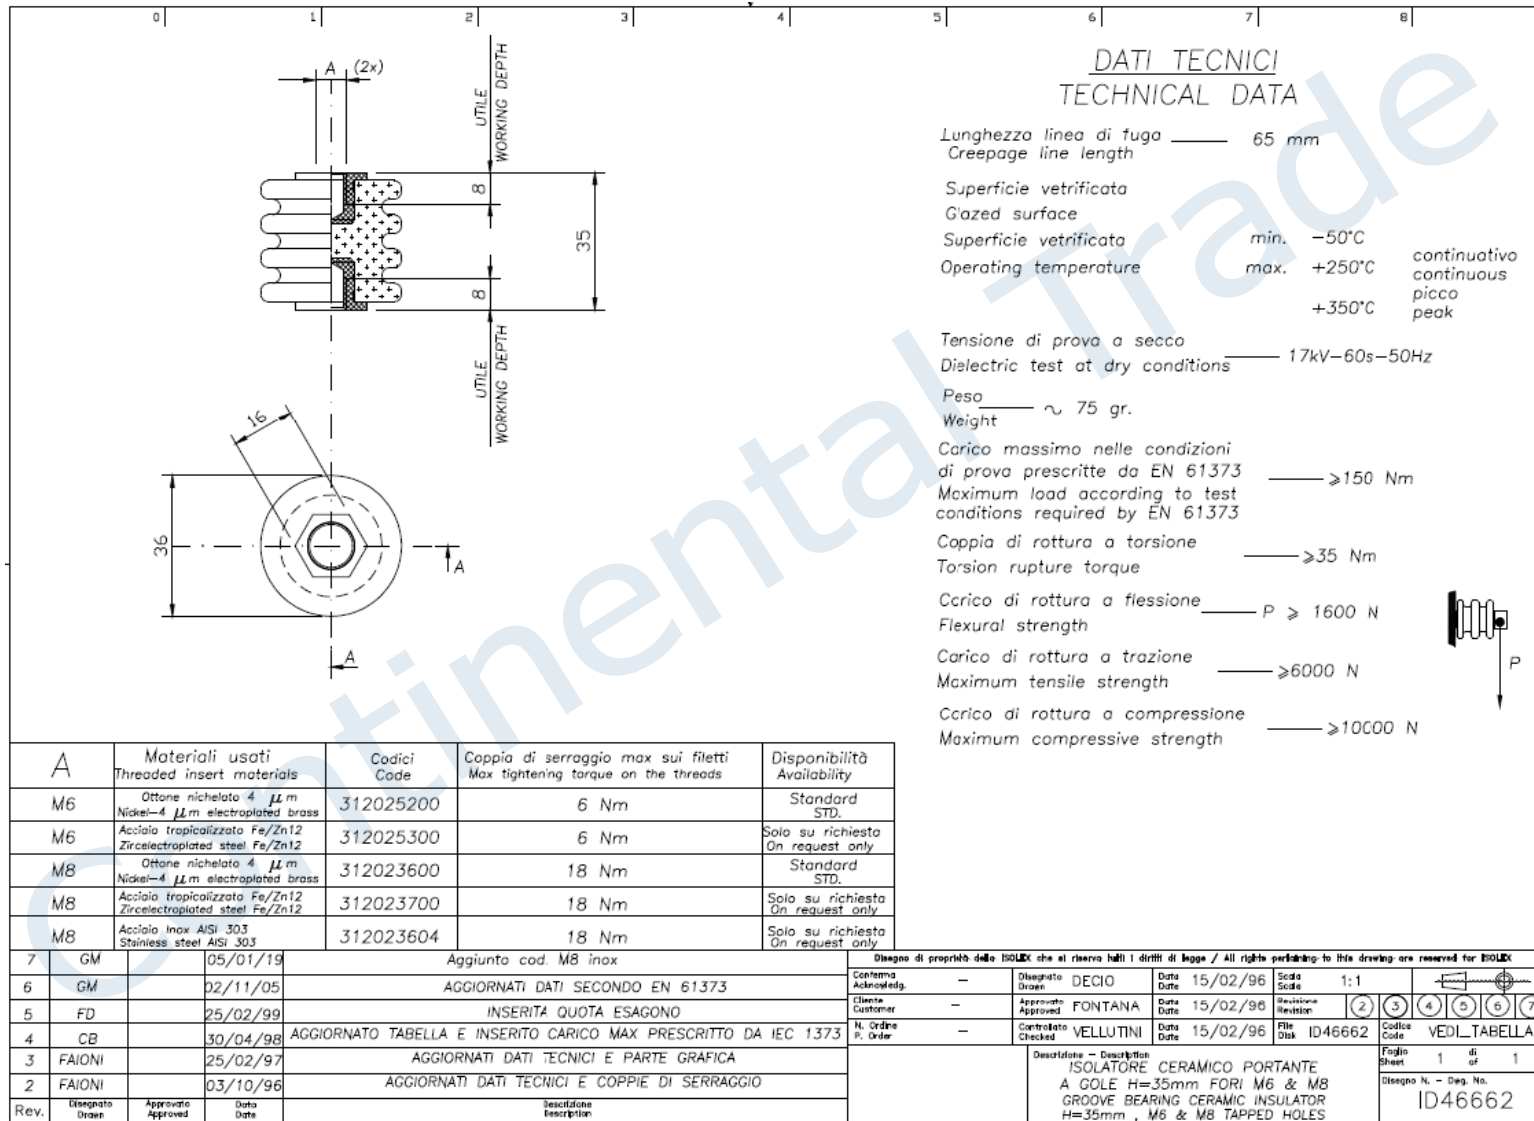 0 1 2 3 4 5 6 7 8
A (2x)
UTILE
WORKING DEPTH
8
35
8
UTILE
WORKING DEPTH
16
36
A
A
DATI TECNICI
TECHNICAL DATA
Lunghezza linea di fuga
Creepage line length
65 mm
Superficie vetrificata
Glazed surface
Superficie vetrificata min. -50°C
Operating temperature max. +250°C
continuativo
continuous
+350°C
picco
peak
Tensione di prova a secco
Dielectric test at dry conditions
17kV-60s-50Hz
Peso
Weight
~ 75 gr.
Carico massimo nelle condizioni
di prova prescritte da EN 61373
Maximum load according to test
conditions required by EN 61373
⩾150 Nm
Coppia di rottura a torsione
Torsion rupture torque
⩾35 Nm
Carico di rottura a flessione
Flexural strength
P ⩾ 1600 N
P
Carico di rottura a trazione
Maximum tensile strength
⩾6000 N
Carico di rottura a compressione
Maximum compressive strength
⩾10000 N
Continental Trade
A
Materiali usati
Threaded insert materials
Codici
Code
Coppia di serraggio max sui filetti
Max tightening torque on the threads
Disponibilità
Availability
M6
Ottone nichelato 4 μm
Nickel-4 μm electroplated brass
312025200
6 Nm
Standard
STD.
M6
Acciaio tropicalizzato Fe/Zn12
Zircelectroplated steel Fe/Zn12
312025300
6 Nm
Solo su richiesta
On request only
M8
Ottone nichelato 4 μm
Nickel-4 μm electroplated brass
312023600
18 Nm
Standard
STD.
M8
Acciaio tropicalizzato Fe/Zn12
Zircelectroplated steel Fe/Zn12
312023700
18 Nm
Solo su richiesta
On request only
M8
Acciaio Inox AISI 303
Stainless steel AISI 303
312023604
18 Nm
Solo su richiesta
On request only
7 GM 05/01/19 Aggiunto cod. M8 inox
6 GM 02/11/05 AGGIORNATI DATI SECONDO EN 61373
5 FD 25/02/99 INSERITA QUOTA ESAGONO
4 CB 30/04/98 AGGIORNATO TABELLA E INSERITO CARICO MAX PRESCRITTO DA IEC 1373
3 FAIONI 25/02/97 AGGIORNATI DATI TECNICI E PARTE GRAFICA
2 FAIONI 03/10/96 AGGIORNATI DATI TECNICI E COPPIE DI SERRAGGIO
Rev.
Disegnato
Drawn
Approvato
Approved
Data
Date
Descrizione
Description
Disegno di proprietà della ISOLEX che si riserva tutti i diritti di legge / All rights pertaining to this drawing are reserved for ISOLEX
Conferma
Acknowledg.
-
Disegnato
Drawn
DECIO
Data
Date
15/02/96
Scala
Scale
1:1
Cliente
Customer
-
Approvato
Approved
FONTANA
Data
Date
15/02/96
Revisione
Revision
2 3 4 5 6 7
N. Ordine
P. Order
-
Controllato
Checked
VELLUTINI
Data
Date
15/02/96
File
Disk
ID46662
Codice
Code
VEDI_TABELLA
Descrizione - Description
ISOLATORE CERAMICO PORTANTE
A GOLE H=35mm FORI M6 & M8
GROOVE BEARING CERAMIC INSULATOR
H=35mm , M6 & M8 TAPPED HOLES
Foglio
Sheet
1
di
of
1
Disegno N. - Dwg. No.
ID46662